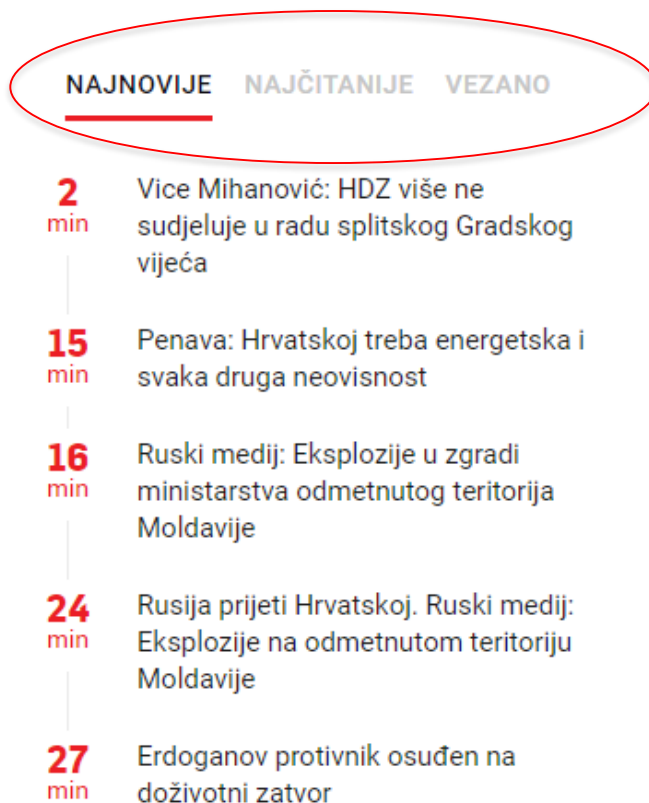 NAJNOVIJE NAJČITANIJE VEZANO
2 min
Vice Mihanović: HDZ više ne
sudjeluje u radu splitskog Gradskog
vijeća
15 min
Penava: Hrvatskoj treba energetska i
svaka druga neovisnost
16 min
Ruski medij: Eksplozije u zgradi
ministarstva odmetnutog teritorija
Moldavije
24 min
Rusija prijeti Hrvatskoj. Ruski medij:
Eksplozije na odmetnutom teritoriju
Moldavije
27 min
Erdoganov protivnik osuđen na
doživotni zatvor